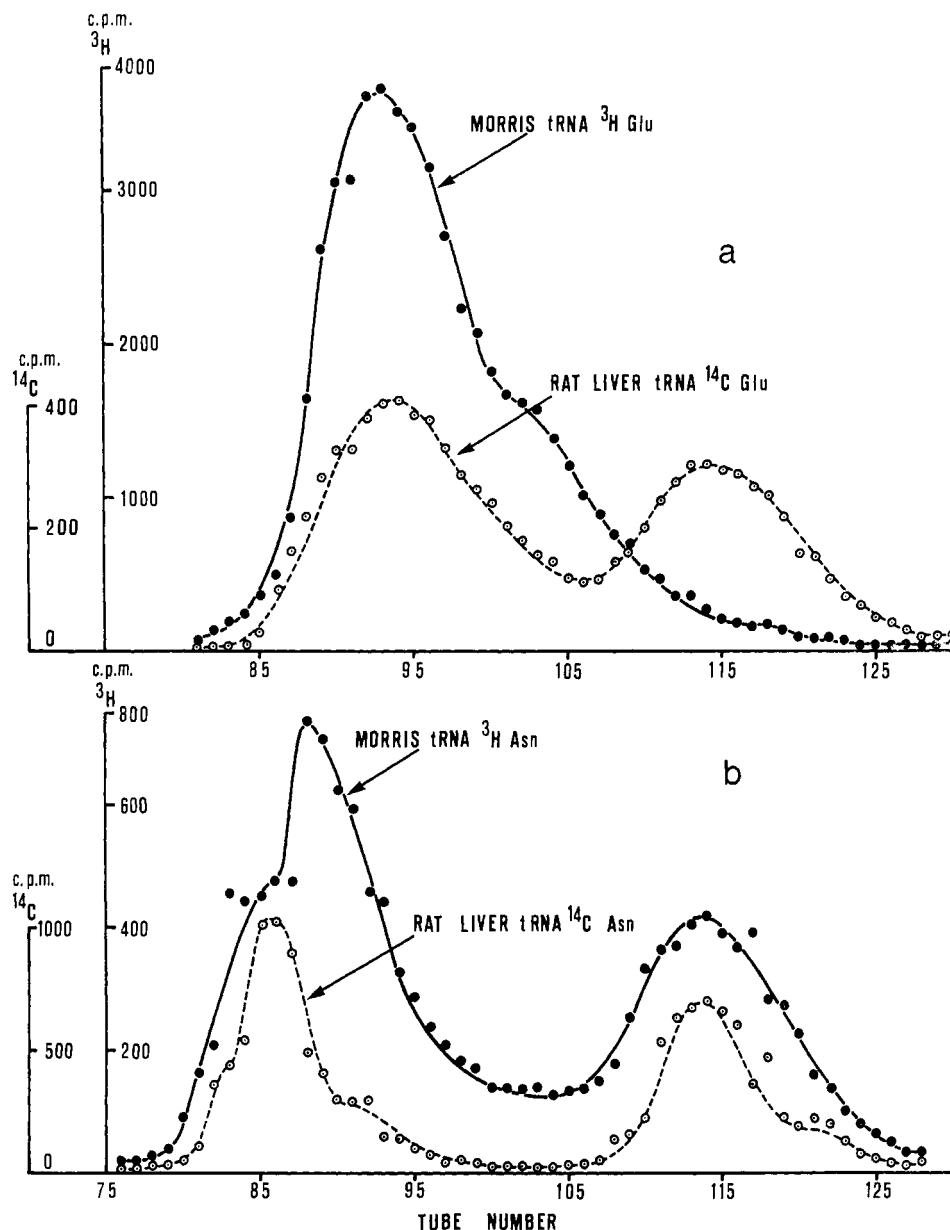 c.p.m.
³H
4000
3000
2000
1000
c.p.m.
¹⁴C
400
200
0
MORRIS tRNA ³H Glu
a
RAT LIVER tRNA ¹⁴C Glu
85
95
105
115
125
c.p.m.
³H
800
600
400
200
c.p.m.
¹⁴C
1000
500
0
MORRIS tRNA ³H Asn
b
RAT LIVER tRNA ¹⁴C Asn
75
85
95
105
115
125
TUBE NUMBER